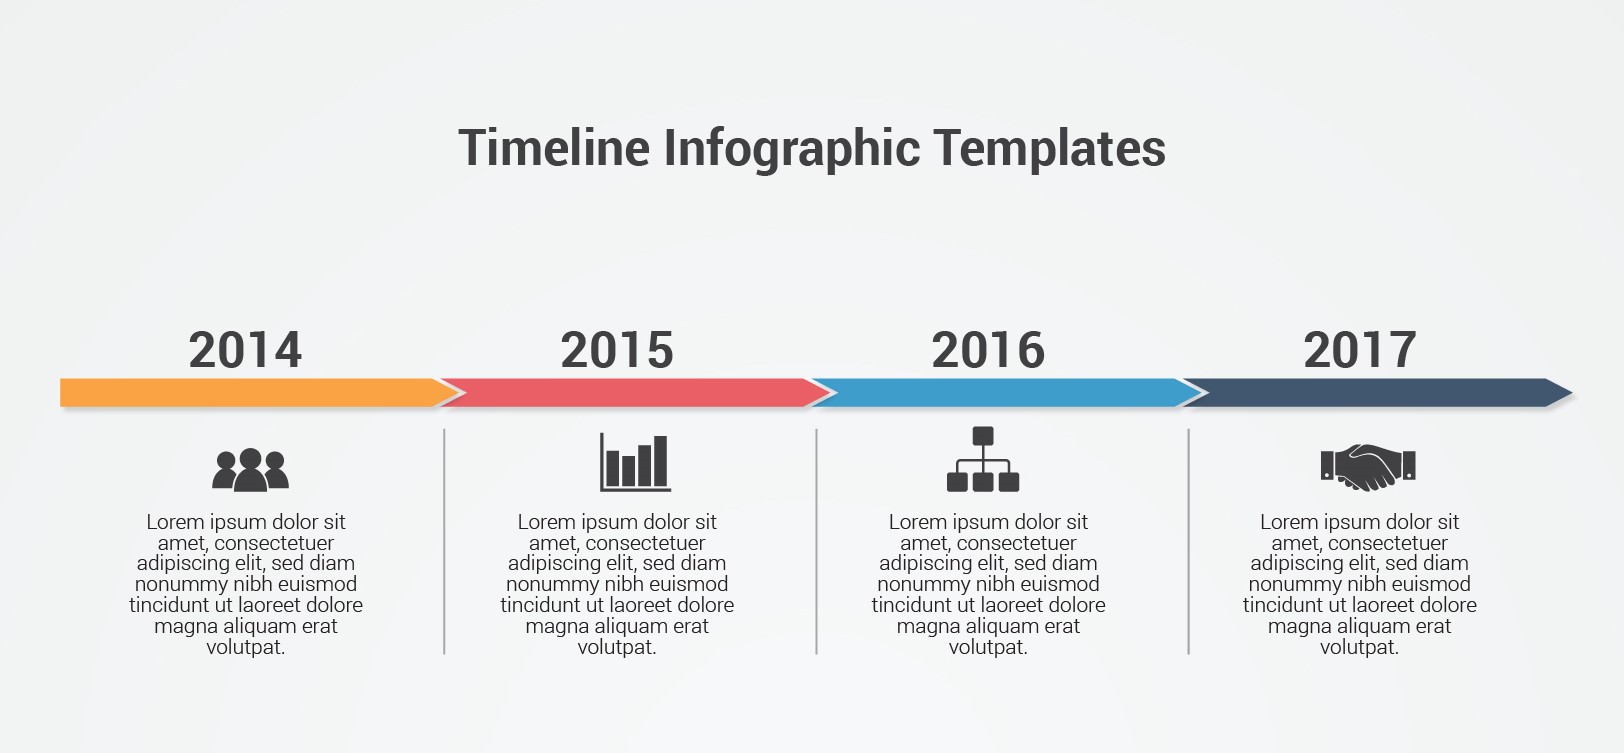 Timeline Infographic Templates
2014
2015
2016
2017
Lorem ipsum dolor sit
amet, consectetuer
adipiscing elit, sed diam
nonummy nibh euismod
tincidunt ut laoreet dolore
magna aliquam erat
volutpat.
Lorem ipsum dolor sit
amet, consectetuer
adipiscing elit, sed diam
nonummy nibh euismod
tincidunt ut laoreet dolore
magna aliquam erat
volutpat.
Lorem ipsum dolor sit
amet, consectetuer
adipiscing elit, sed diam
nonummy nibh euismod
tincidunt ut laoreet dolore
magna aliquam erat
volutpat.
Lorem ipsum dolor sit
amet, consectetuer
adipiscing elit, sed diam
nonummy nibh euismod
tincidunt ut laoreet dolore
magna aliquam erat
volutpat.